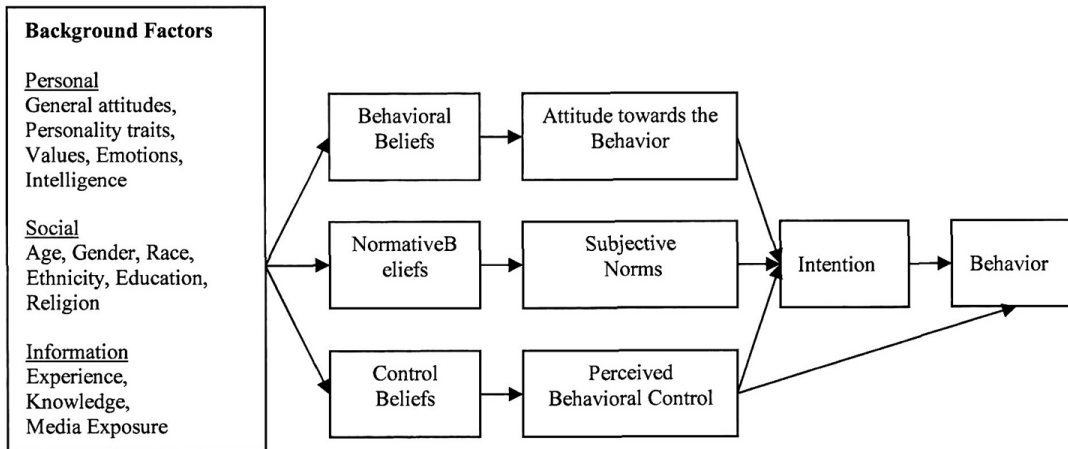 Background Factors
Personal
General attitudes,
Personality traits,
Values, Emotions,
Intelligence
Social
Age, Gender, Race,
Ethnicity, Education,
Religion
Information
Experience,
Knowledge,
Media Exposure
Behavioral
Beliefs
Attitude towards the
Behavior
NormativeB
eliefs
Subjective
Norms
Control
Beliefs
Perceived
Behavioral Control
Intention
Behavior